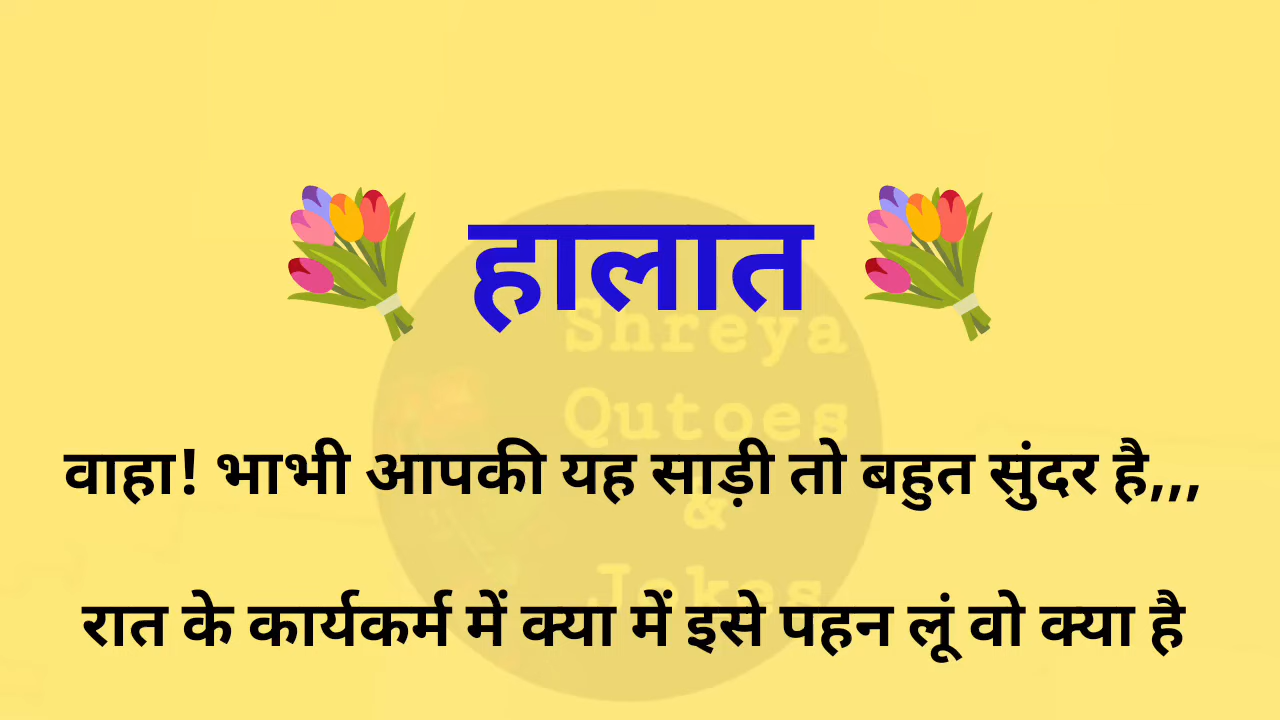 💐 हालात 💐
Shreya
Qutoes
&
Jokes
वाहा! भाभी आपकी यह साड़ी तो बहुत सुंदर है,,,
रात के कार्यकर्म में क्या में इसे पहन लूं वो क्या है